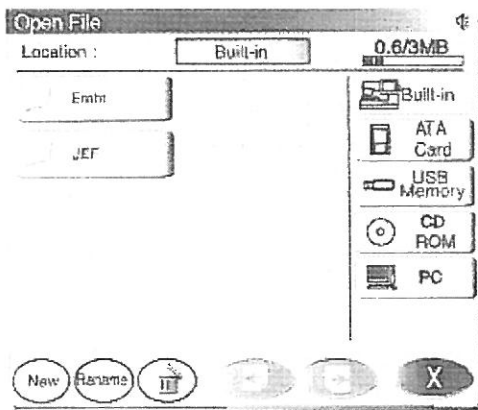 Open File
Location : Built-in 0.6/3MB
Built-in
ATA
Card
USB
Memory
CD
ROM
PC
JEF
New Rename X